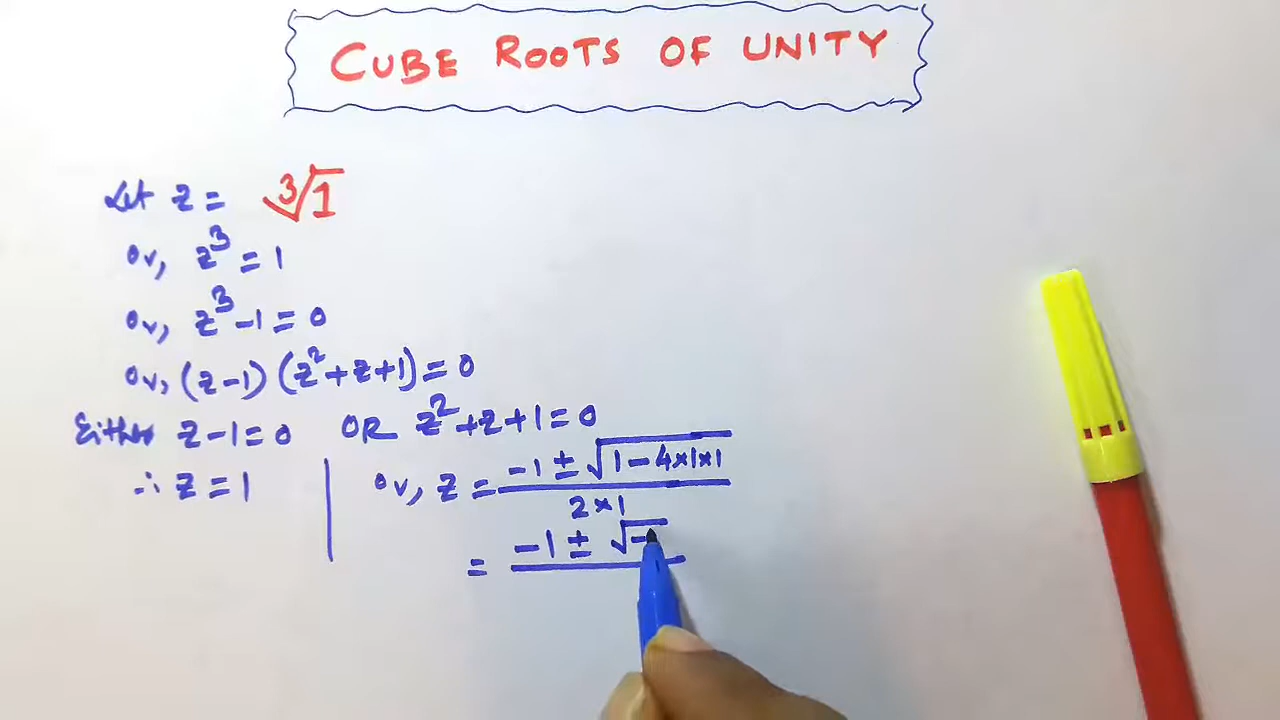 CUBE ROOTS OF UNITY
Let z = ∛1
Or, z³ = 1
Or, z³ - 1 = 0
Or, (z-1) (z² + z + 1) = 0
Either z - 1 = 0 OR z² + z + 1 = 0
∴ z = 1
Or, z = (-1 ± √(1 - 4×1×1)) / (2×1)
= -1 ± √-